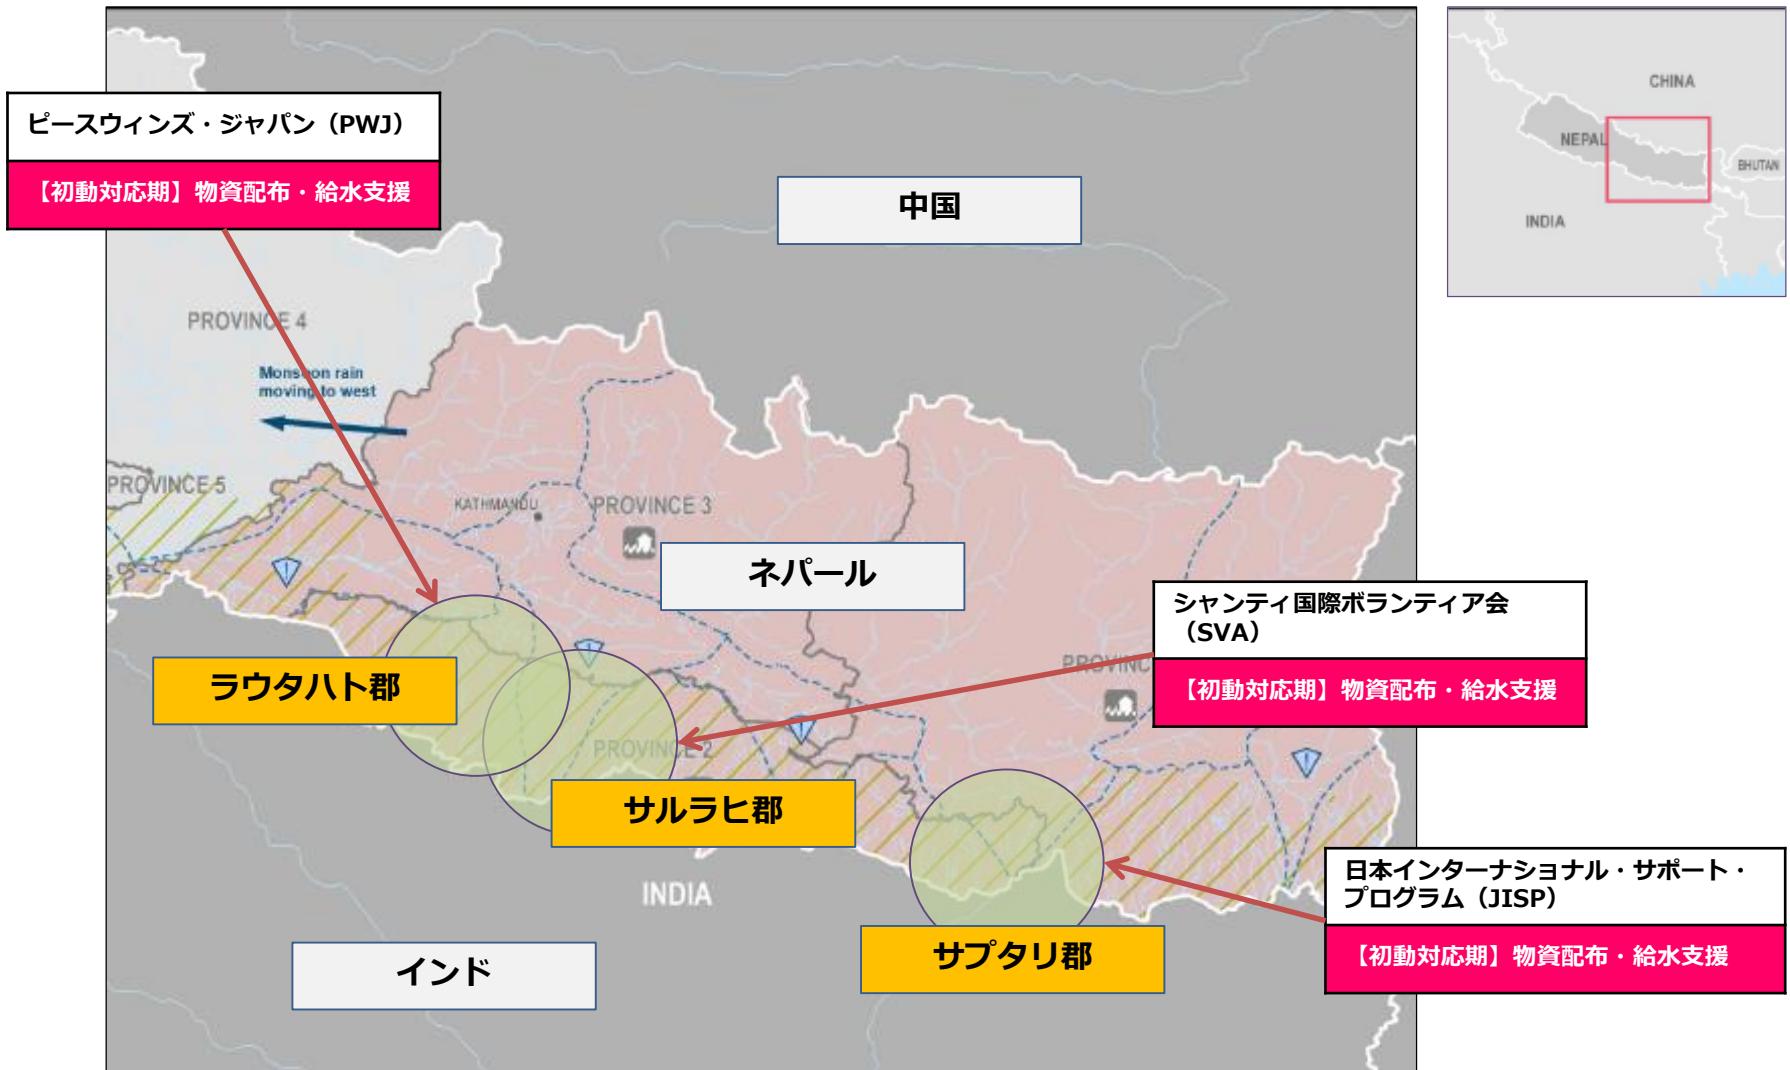 ピースウィンズ・ジャパン（PWJ）
【初動対応期】物資配布・給水支援
中国
CHINA
NEPAL
BHUTAN
INDIA
PROVINCE 4
Monsoon rain
moving to west
PROVINCE 5
KATHMANDU
PROVINCE 3
ネパール
シャンティ国際ボランティア会
（SVA）
【初動対応期】物資配布・給水支援
PROVINC
ラウタハト郡
PROVINCE 2
サルラヒ郡
INDIA
日本インターナショナル・サポート・
プログラム（JISP）
【初動対応期】物資配布・給水支援
サプタリ郡
インド